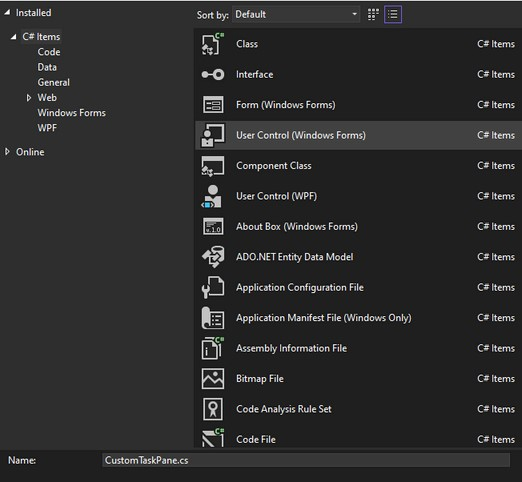 Installed
C# Items
Code
Data
General
Web
Windows Forms
WPF
Online
Sort by: Default
Class C# Items
Interface C# Items
Form (Windows Forms) C# Items
User Control (Windows Forms) C# Items
Component Class C# Items
User Control (WPF) C# Items
About Box (Windows Forms) C# Items
ADO.NET Entity Data Model C# Items
Application Configuration File C# Items
Application Manifest File (Windows Only) C# Items
Assembly Information File C# Items
Bitmap File C# Items
Code Analysis Rule Set C# Items
Code File C# Items
Name: CustomTaskPane.cs